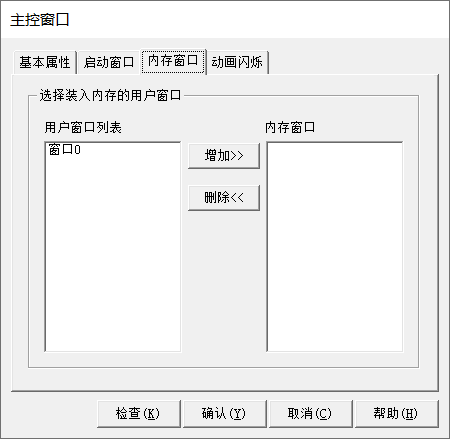 主控窗口
基本属性 启动窗口 内存窗口 动画闪烁
选择装入内存的用户窗口
用户窗口列表 内存窗口
窗口0
增加>>
删除<<
检查(K) 确认(Y) 取消(C) 帮助(H)